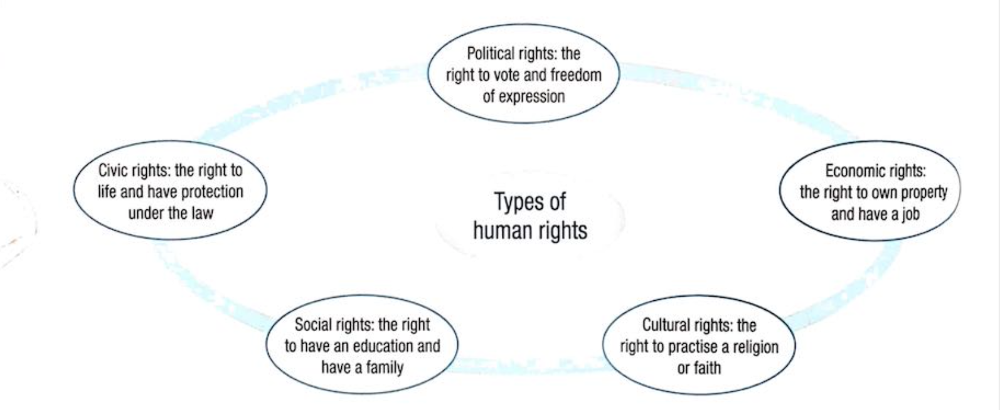 Political rights: the
right to vote and freedom
of expression
Civic rights: the right to
life and have protection
under the law
Economic rights:
the right to own property
and have a job
Types of
human rights
Social rights: the right
to have an education and
have a family
Cultural rights: the
right to practise a religion
or faith